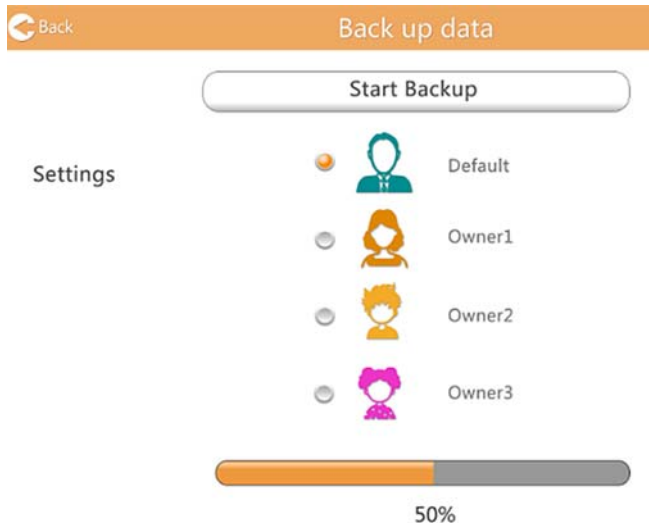 Back
Back up data
Start Backup
Settings
Default
Owner1
Owner2
Owner3
50%